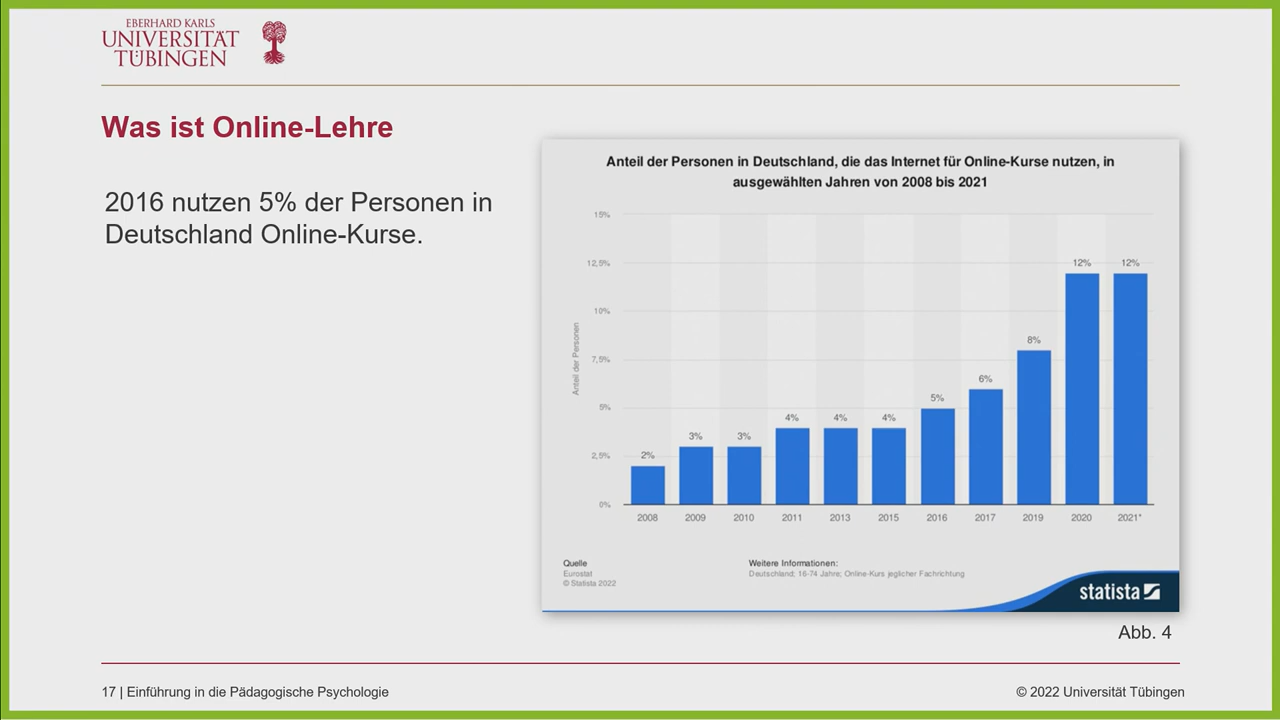 EBERHARD KARLS
UNIVERSITÄT
TÜBINGEN
Was ist Online-Lehre
2016 nutzen 5% der Personen in
Deutschland Online-Kurse.
Anteil der Personen in Deutschland, die das Internet für Online-Kurse nutzen, in
ausgewählten Jahren von 2008 bis 2021
Anteil der Personen
15%
12,5%
10%
7,5%
5%
2,5%
0%
2%
3%
3%
4%
4%
4%
5%
6%
8%
12%
12%
2008
2009
2010
2011
2013
2015
2016
2017
2019
2020
2021*
Quelle
Eurostat
© Statista 2022
Weitere Informationen:
Deutschland; 16-74 Jahre; Online-Kurs jeglicher Fachrichtung
statista
Abb. 4
17 | Einführung in die Pädagogische Psychologie
© 2022 Universität Tübingen